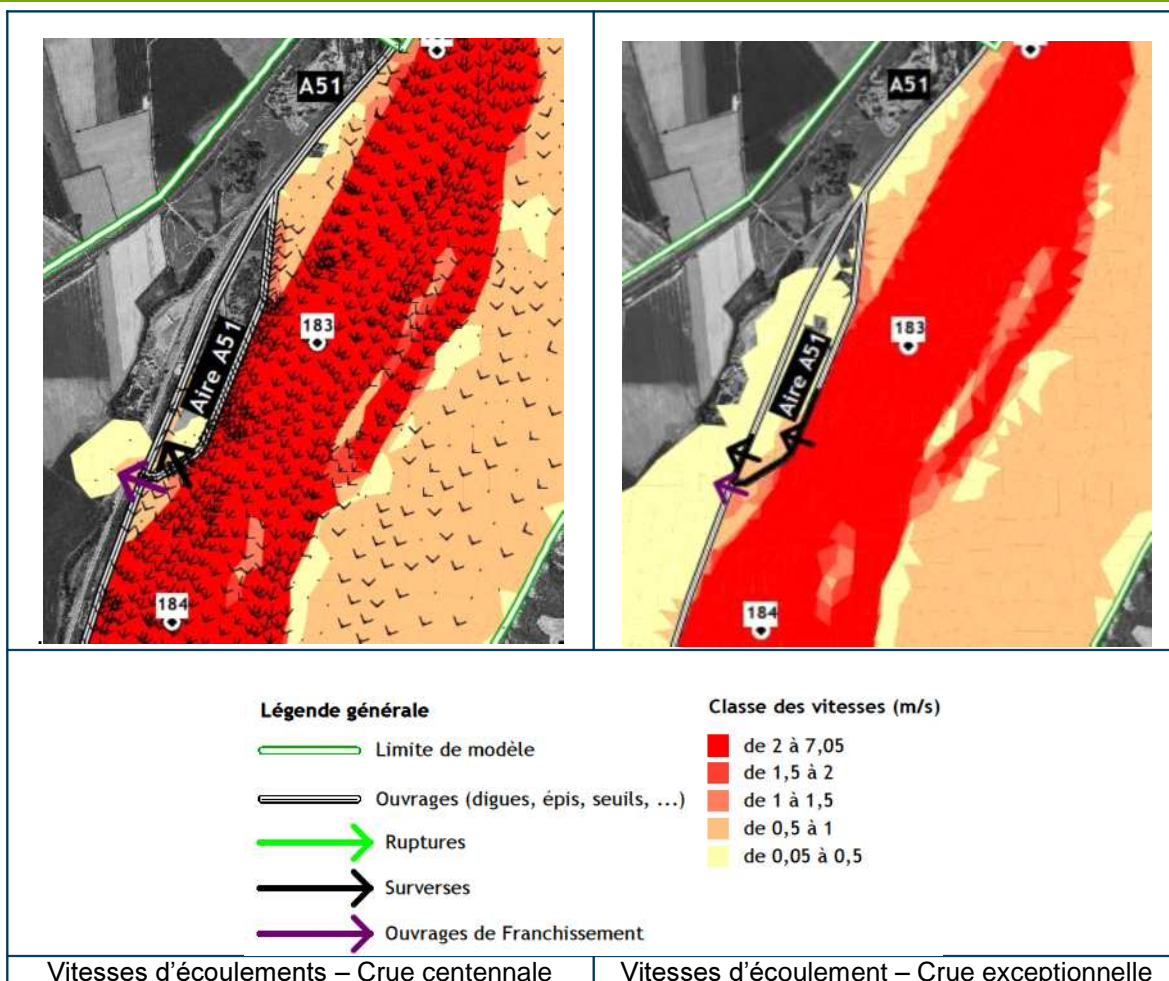 A51
183
Aire A51
184
A51
183
Aire A51
184
Légende générale
Limite de modèle
Ouvrages (digues, épis, seuils, ...)
Ruptures
Surverses
Ouvrages de Franchissement
Classe des vitesses (m/s)
de 2 à 7,05
de 1,5 à 2
de 1 à 1,5
de 0,5 à 1
de 0,05 à 0,5
Vitesses d'écoulements – Crue centennale
Vitesses d'écoulement – Crue exceptionnelle